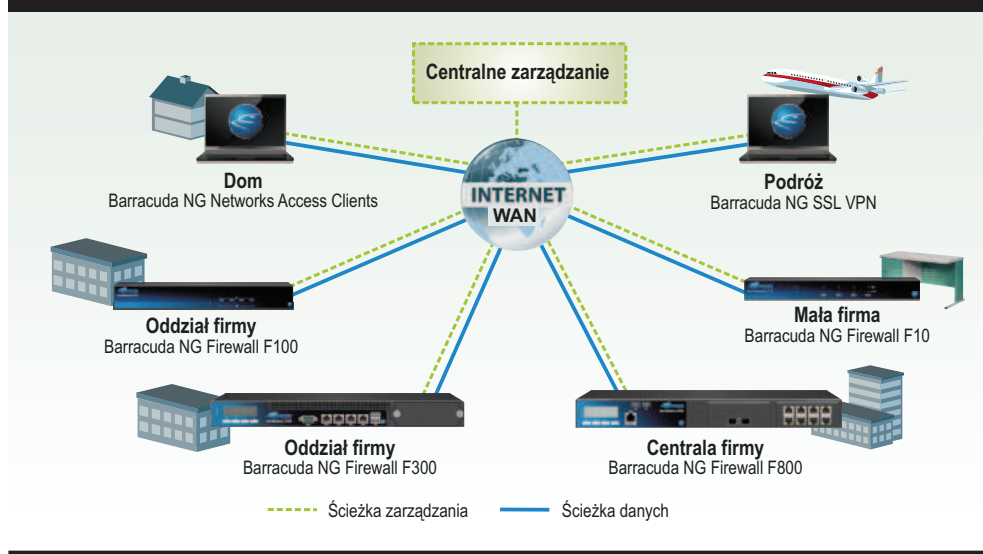 Centralne zarządzanie
INTERNET
WAN
Dom
Barracuda NG Networks Access Clients
Podróż
Barracuda NG SSL VPN
Oddział firmy
Barracuda NG Firewall F100
Mała firma
Barracuda NG Firewall F10
Oddział firmy
Barracuda NG Firewall F300
Centrala firmy
Barracuda NG Firewall F800
Ścieżka zarządzania
Ścieżka danych